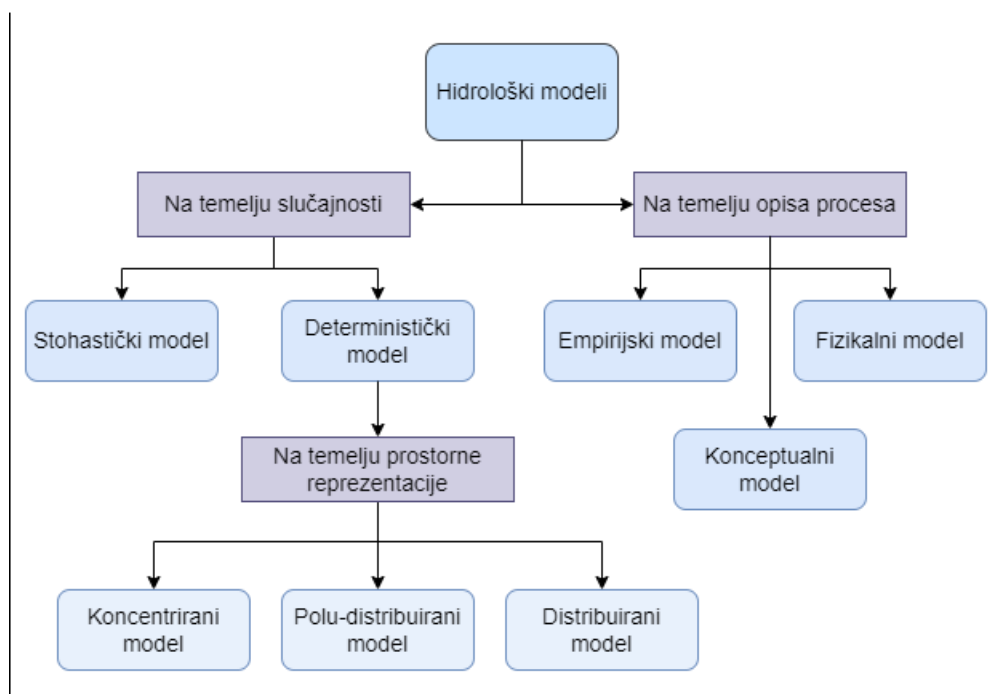 Hidrološki modeli
Na temelju slučajnosti
Na temelju opisa procesa
Stohastički model
Deterministički
model
Empirijski model
Fizikalni model
Na temelju prostorne
reprezentacije
Konceptualni
model
Koncentrirani
model
Polu-distribuirani
model
Distribuirani
model